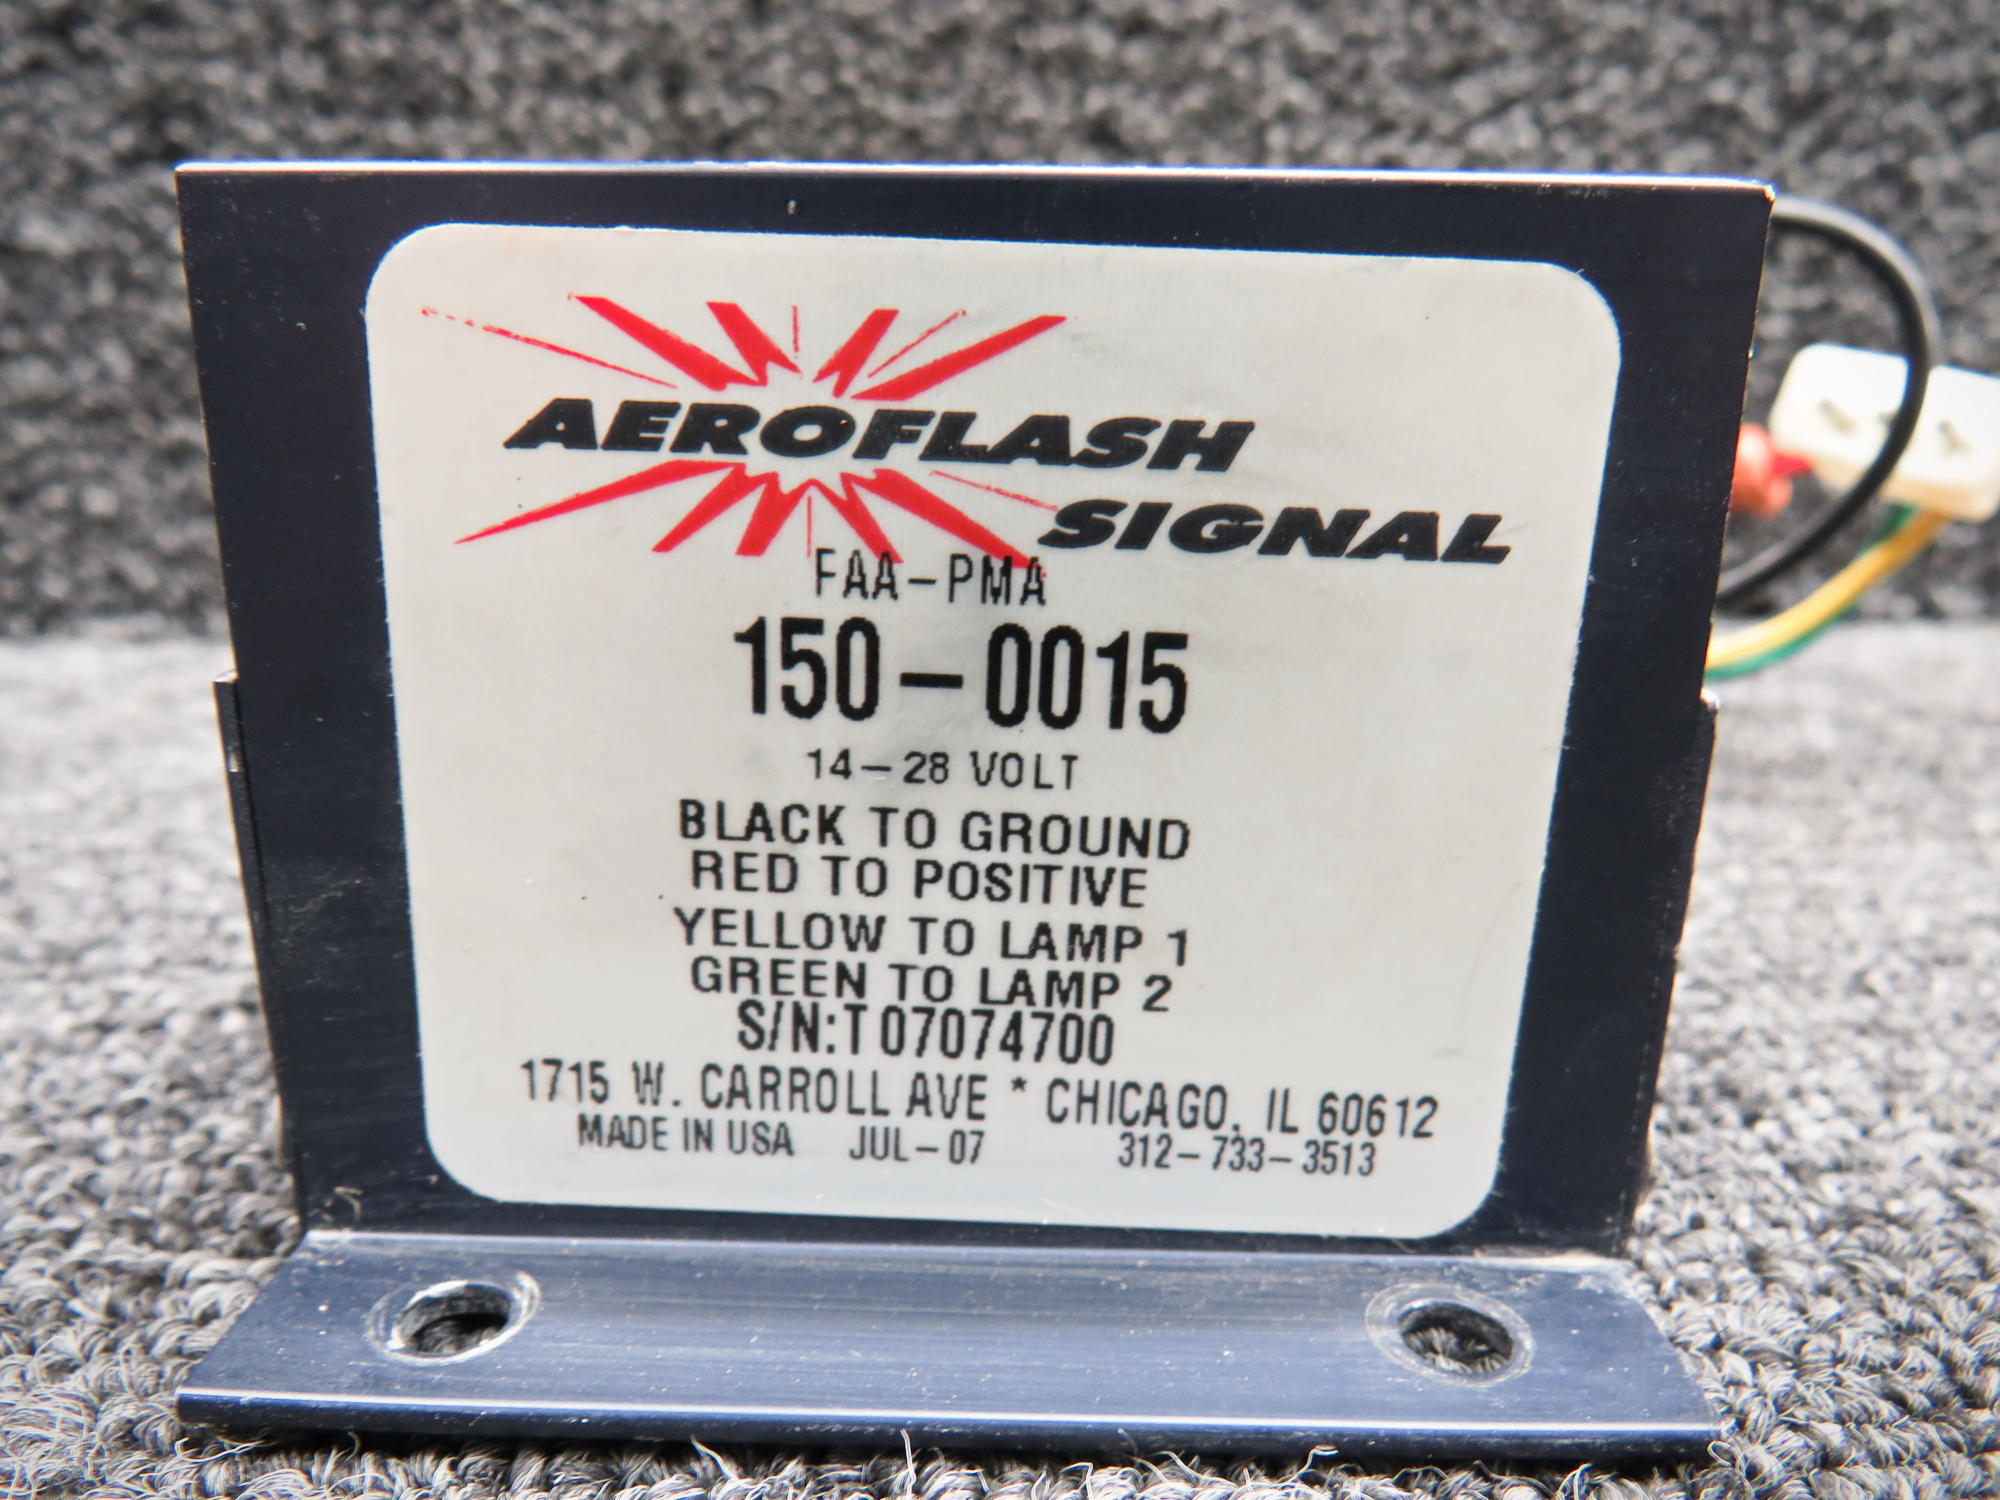 AEROFLASH
SIGNAL
FAA-PMA
150-0015
14-28 VOLT
BLACK TO GROUND
RED TO POSITIVE
YELLOW TO LAMP 1
GREEN TO LAMP 2
S/N:T07074700
1715 W. CARROLL AVE * CHICAGO, IL 60612
MADE IN USA JUL-07 312-733-3513